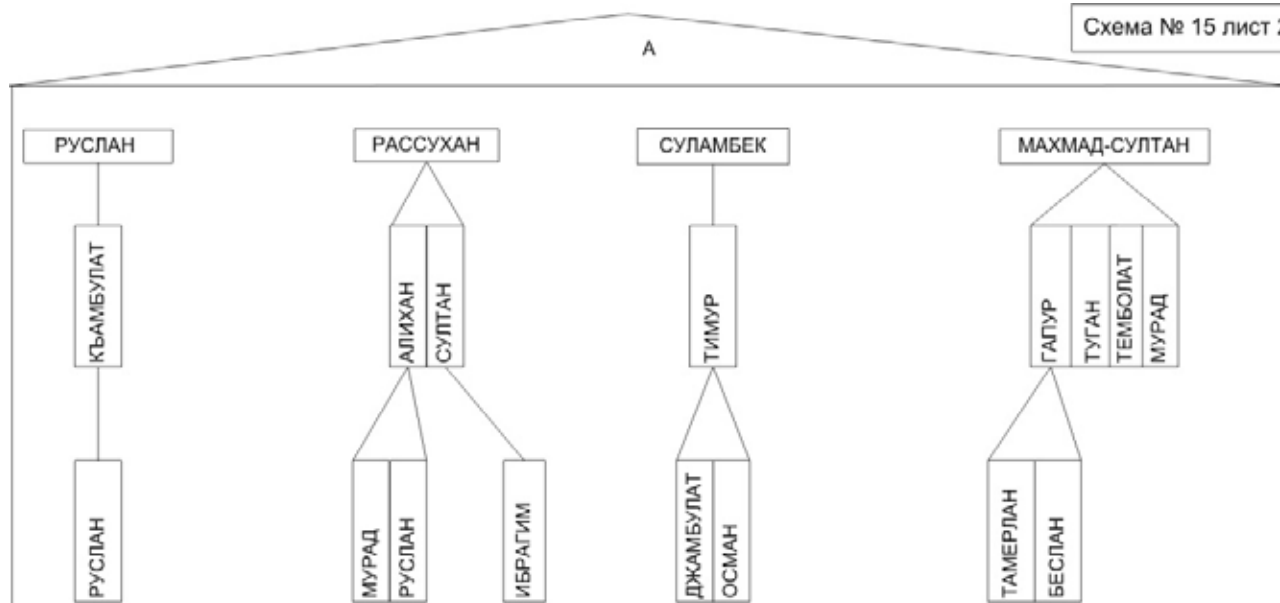 Схема № 15 лист 2
А
РУСЛАН
РАССУХАН
СУЛАМБЕК
МАХМАД-СУЛТАН
КЪАМБУЛАТ
АЛИХАН
СУЛТАН
ТИМУР
ГАПУР
ТУГАН
ТЕМБОЛАТ
МУРАД
РУСЛАН
МУРАД
РУСЛАН
ИБРАГИМ
ДЖАМБУЛАТ
ОСМАН
ТАМЕРЛАН
БЕСЛАН